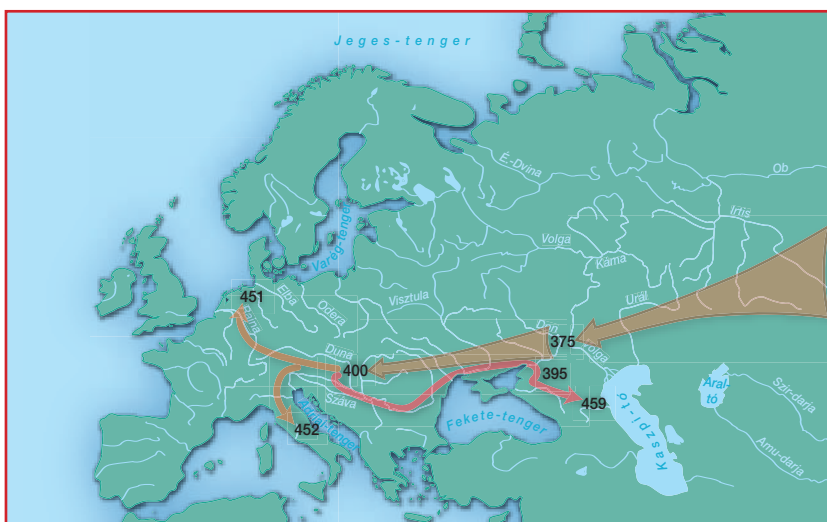 Jeges-tenger
É.-Dvina
Ob
Irtis
Varég-tenger
Volga
Káma
Urál
451
Elba
Odera
Visztula
Rajna
Don
375
Volga
Duna
400
395
Száva
459
Kaszpi-tó
Aral-
tó
Szir-darja
Amu-darja
Adriai-tenger
452
Fekete-tenger